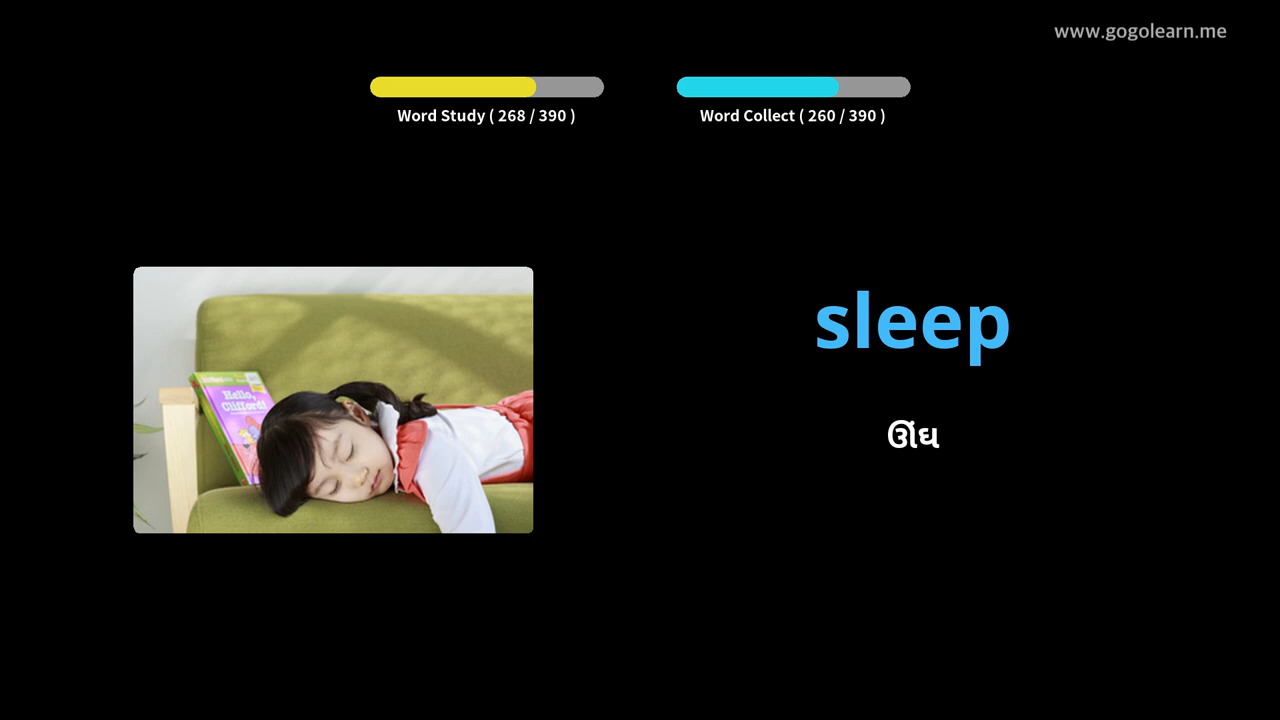 www.gogolearn.me
Word Study ( 268 / 390 )
Word Collect ( 260 / 390 )
sleep
ઊંઘ
Hello,
Clifford!